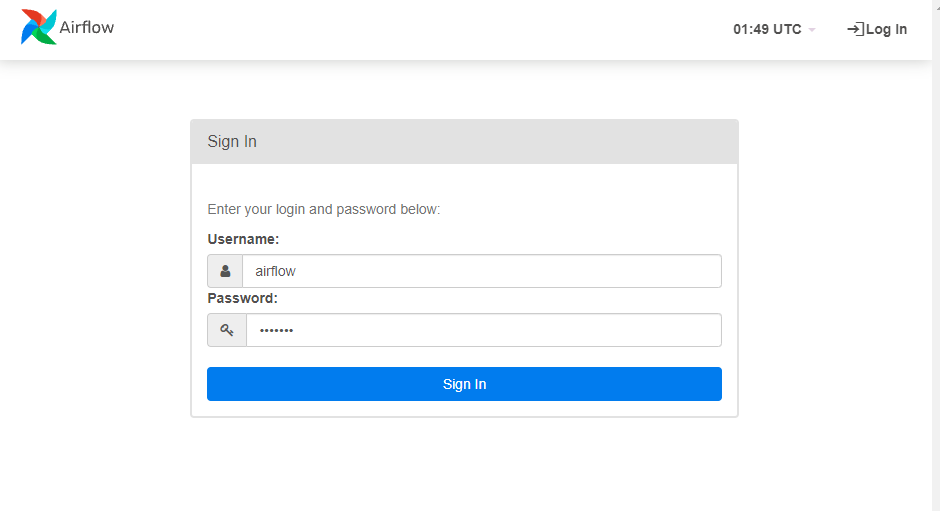 Airflow
01:49 UTC
Log In
Sign In
Enter your login and password below:
Username:
airflow
Password:
•••••••
Sign In